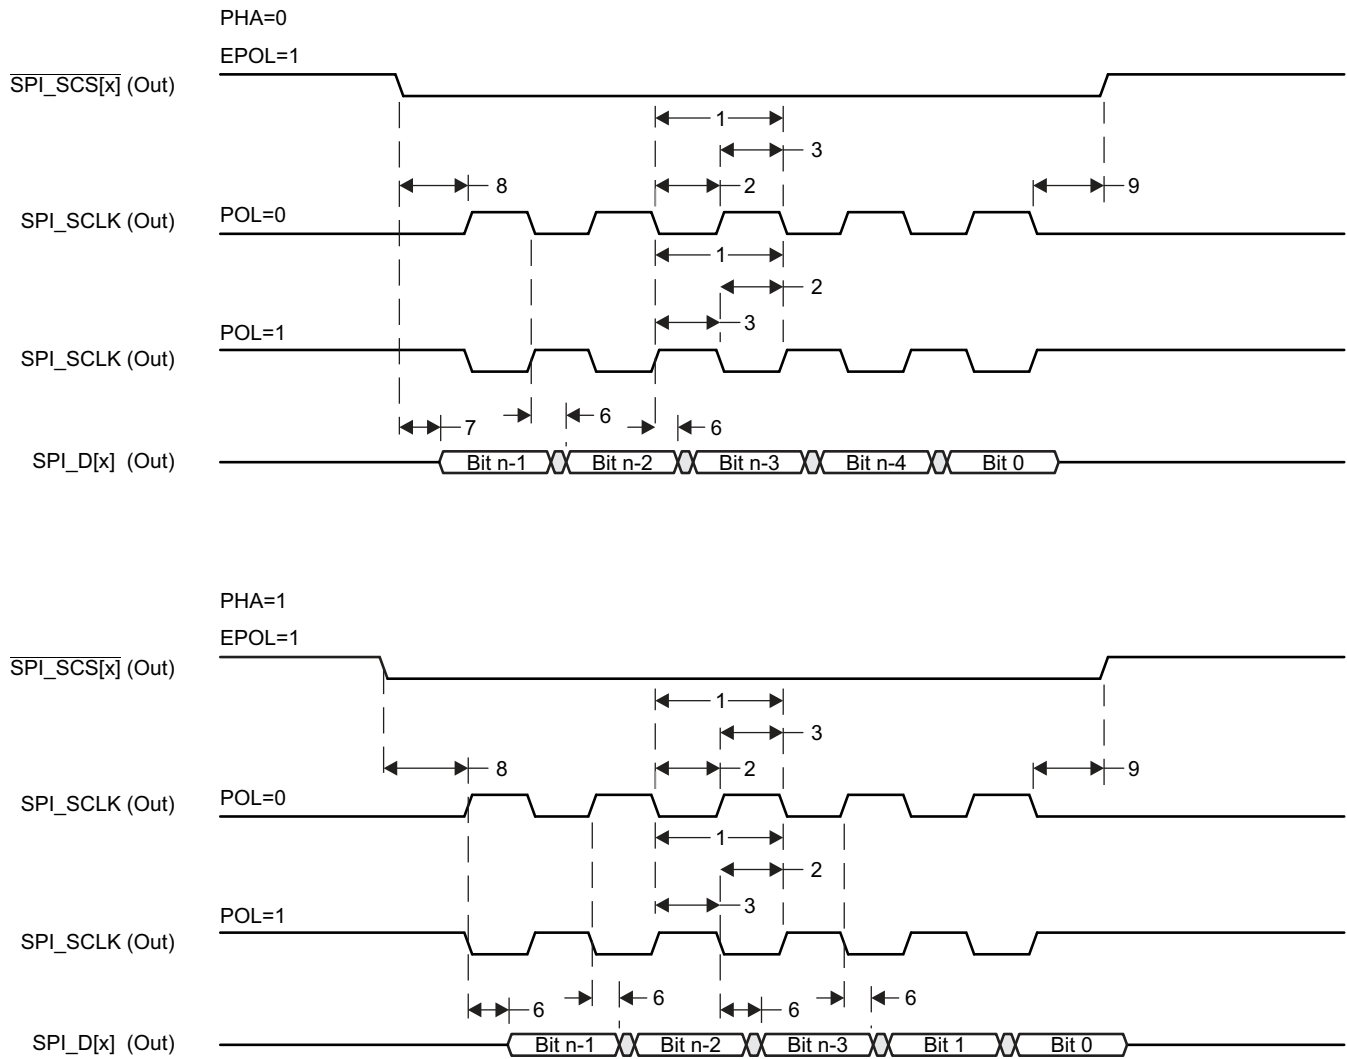 PHA=0
EPOL=1
SPI_SCS[x] (Out)
1
3
8
2
9
SPI_SCLK (Out)
POL=0
1
2
3
POL=1
SPI_SCLK (Out)
7
6
6
SPI_D[x] (Out)
Bit n-1
Bit n-2
Bit n-3
Bit n-4
Bit 0
PHA=1
EPOL=1
SPI_SCS[x] (Out)
1
3
8
2
9
SPI_SCLK (Out)
POL=0
1
2
3
POL=1
SPI_SCLK (Out)
6
6
6
6
SPI_D[x] (Out)
Bit n-1
Bit n-2
Bit n-3
Bit 1
Bit 0